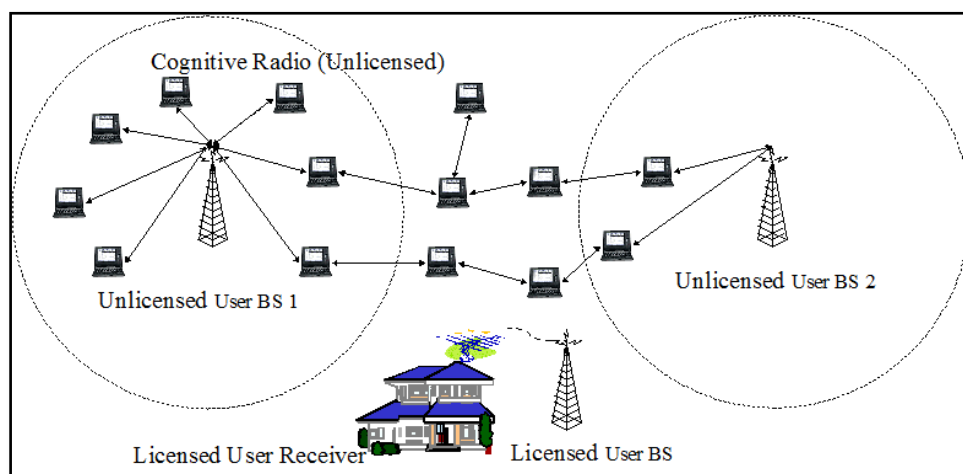 Cognitive Radio (Unlicensed)
Unlicensed User BS 1
Unlicensed User BS 2
Licensed User Receiver
Licensed User BS